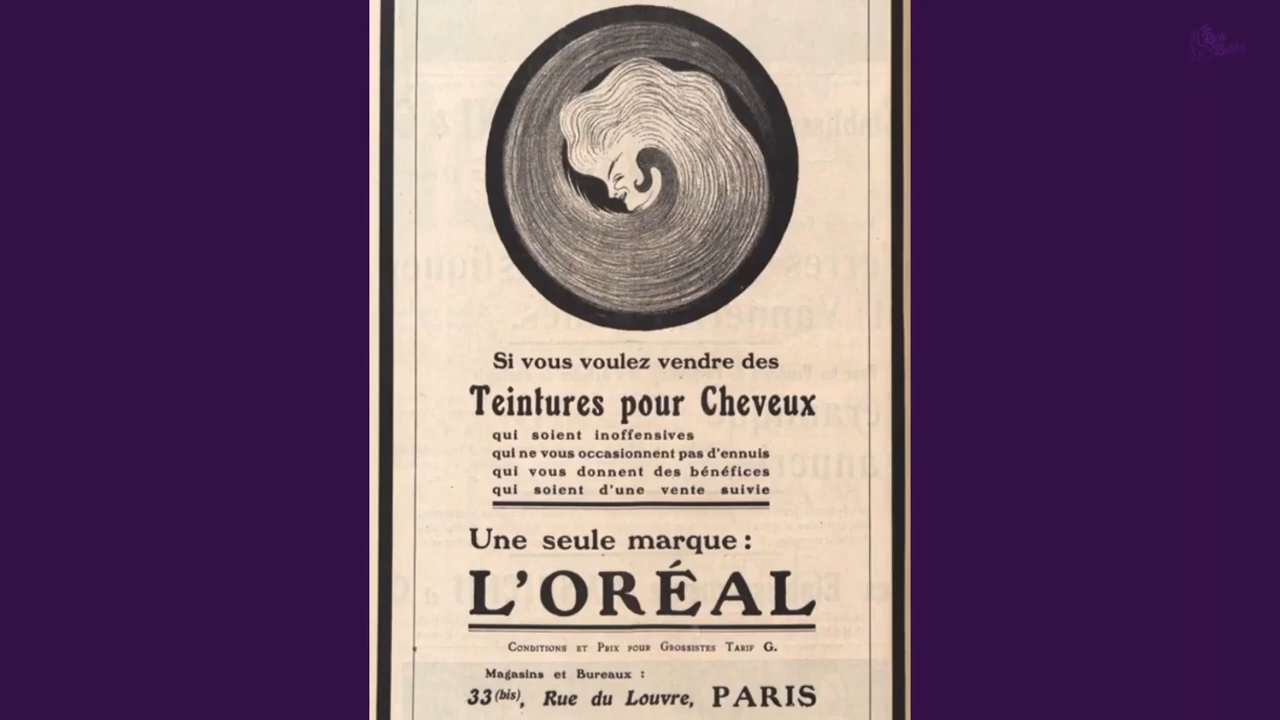 Si vous voulez vendre des
Teintures pour Cheveux
qui soient inoffensives
qui ne vous occasionnent pas d'ennuis
qui vous donnent des bénéfices
qui soient d'une vente suivie
Une seule marque :
L'ORÉAL
Conditions et Prix pour Grossistes Tarif G.
Magasins et Bureaux :
33 (bis), Rue du Louvre, PARIS